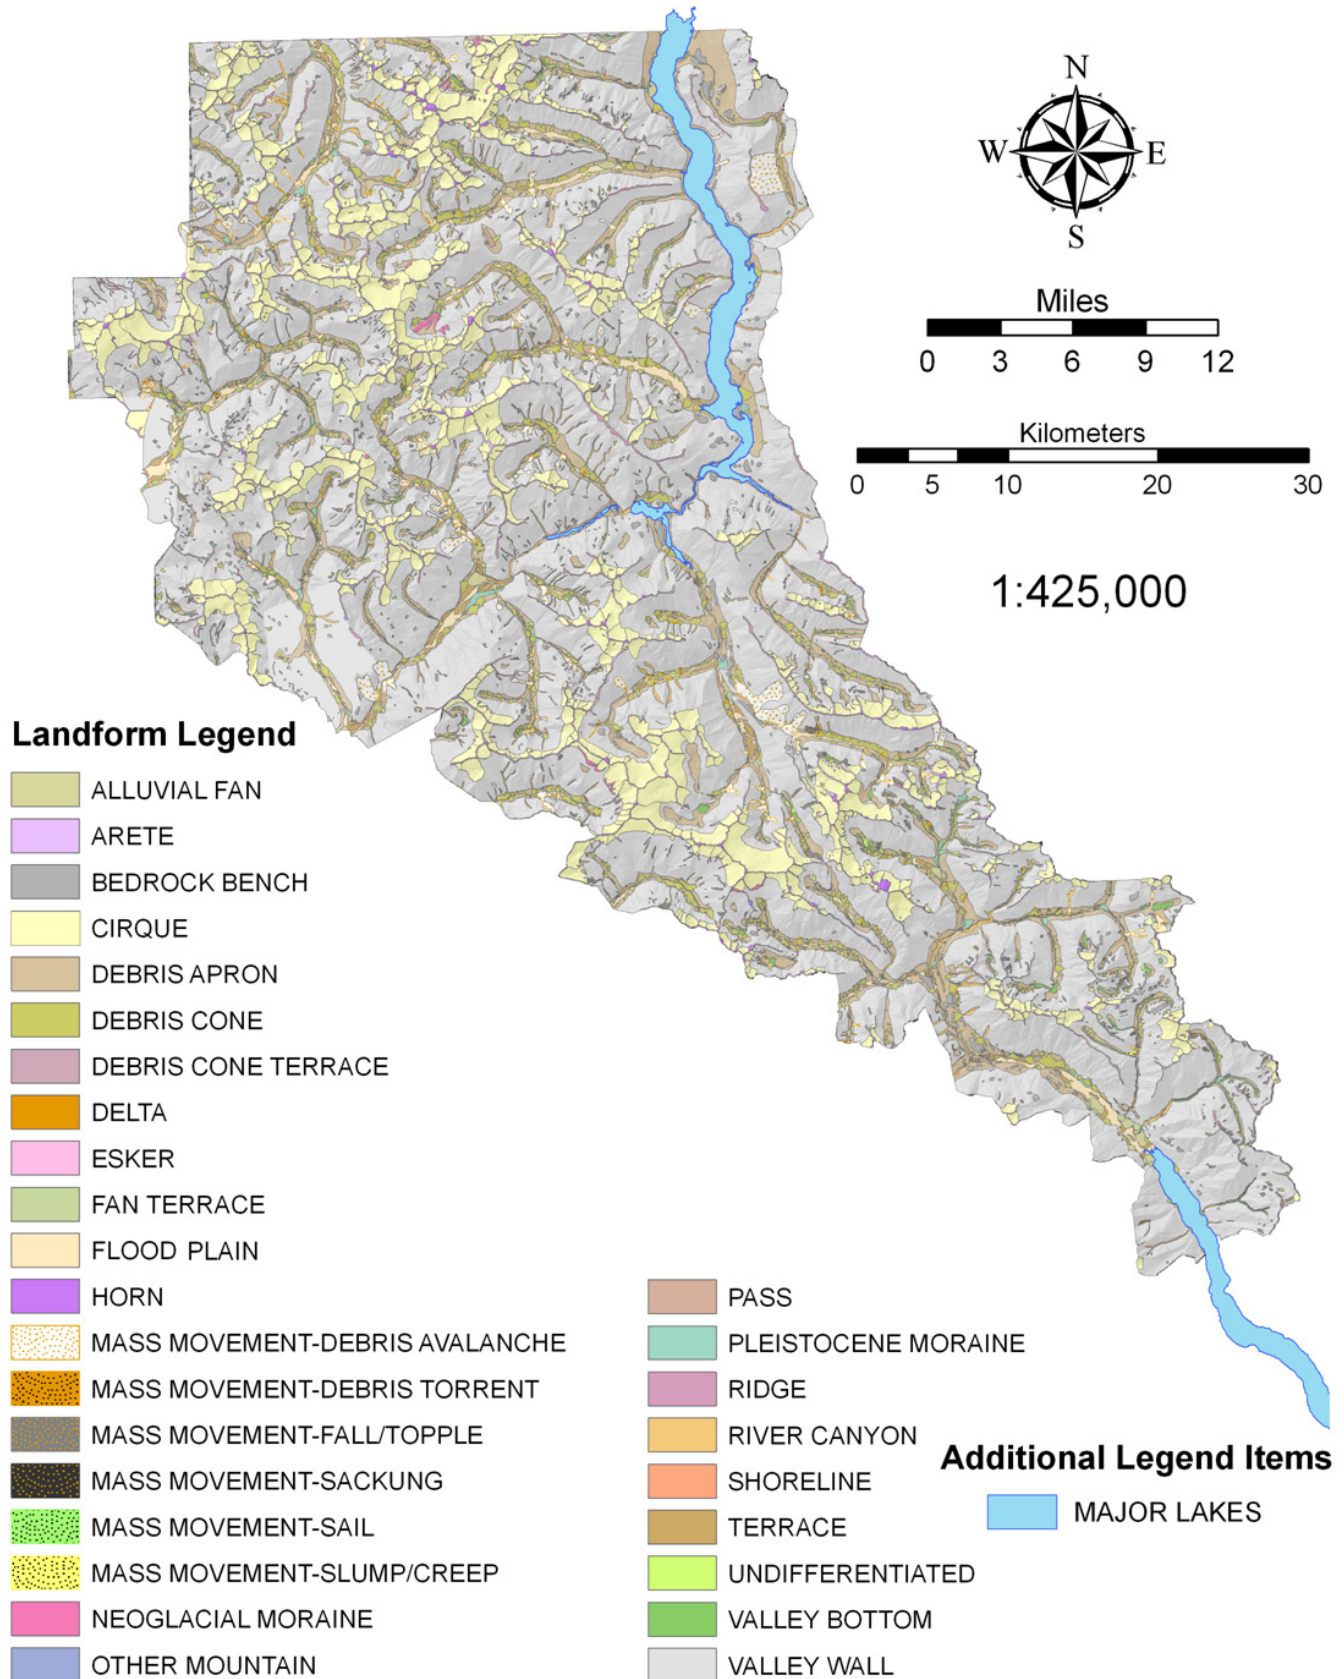 N
W E
S
Miles
0 3 6 9 12
Kilometers
0 5 10 20 30
1:425,000
Landform Legend
ALLUVIAL FAN
ARETE
BEDROCK BENCH
CIRQUE
DEBRIS APRON
DEBRIS CONE
DEBRIS CONE TERRACE
DELTA
ESKER
FAN TERRACE
FLOOD PLAIN
HORN
MASS MOVEMENT-DEBRIS AVALANCHE
MASS MOVEMENT-DEBRIS TORRENT
MASS MOVEMENT-FALL/TOPPLE
MASS MOVEMENT-SACKUNG
MASS MOVEMENT-SAIL
MASS MOVEMENT-SLUMP/CREEP
NEOGLACIAL MORAINE
OTHER MOUNTAIN
PASS
PLEISTOCENE MORAINE
RIDGE
RIVER CANYON
SHORELINE
TERRACE
UNDIFFERENTIATED
VALLEY BOTTOM
VALLEY WALL
Additional Legend Items
MAJOR LAKES